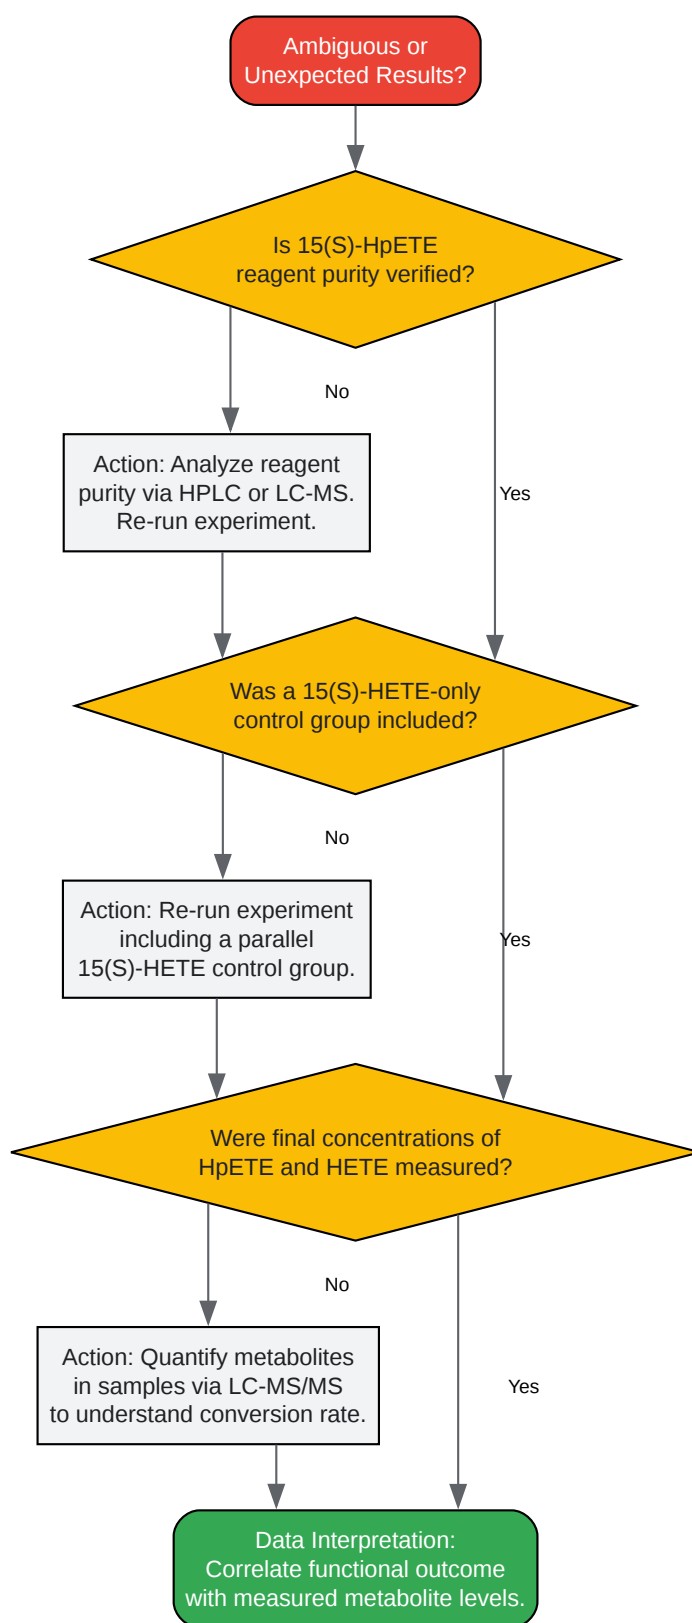 Ambiguous or
Unexpected Results?
Is 15(S)-HpETE
reagent purity verified?
No
Action: Analyze reagent
purity via HPLC or LC-MS.
Re-run experiment.
Yes
Was a 15(S)-HETE-only
control group included?
No
Action: Re-run experiment
including a parallel
15(S)-HETE control group.
Yes
Were final concentrations of
HpETE and HETE measured?
No
Action: Quantify metabolites
in samples via LC-MS/MS
to understand conversion rate.
Yes
Data Interpretation:
Correlate functional outcome
with measured metabolite levels.